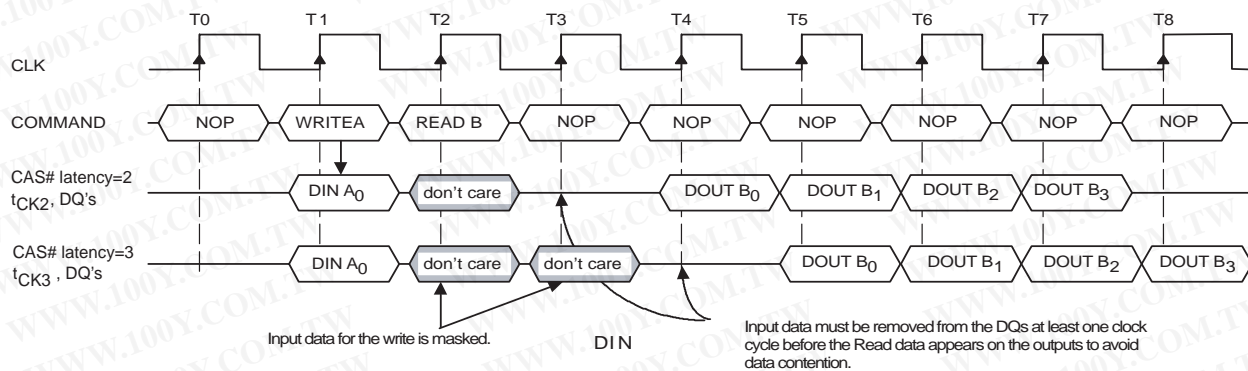 T0 T1 T2 T3 T4 T5 T6 T7 T8
CLK
COMMAND NOP WRITEA READ B NOP NOP NOP NOP NOP NOP
CAS# latency=2
tCK2, DQ's DIN A0 don't care DOUT B0 DOUT B1 DOUT B2 DOUT B3
CAS# latency=3
tCK3, DQ's DIN A0 don't care don't care DOUT B0 DOUT B1 DOUT B2 DOUT B3
Input data for the write is masked.
DIN
Input data must be removed from the DQs at least one clock
cycle before the Read data appears on the outputs to avoid
data contention.
WWW.100Y.COM.TW